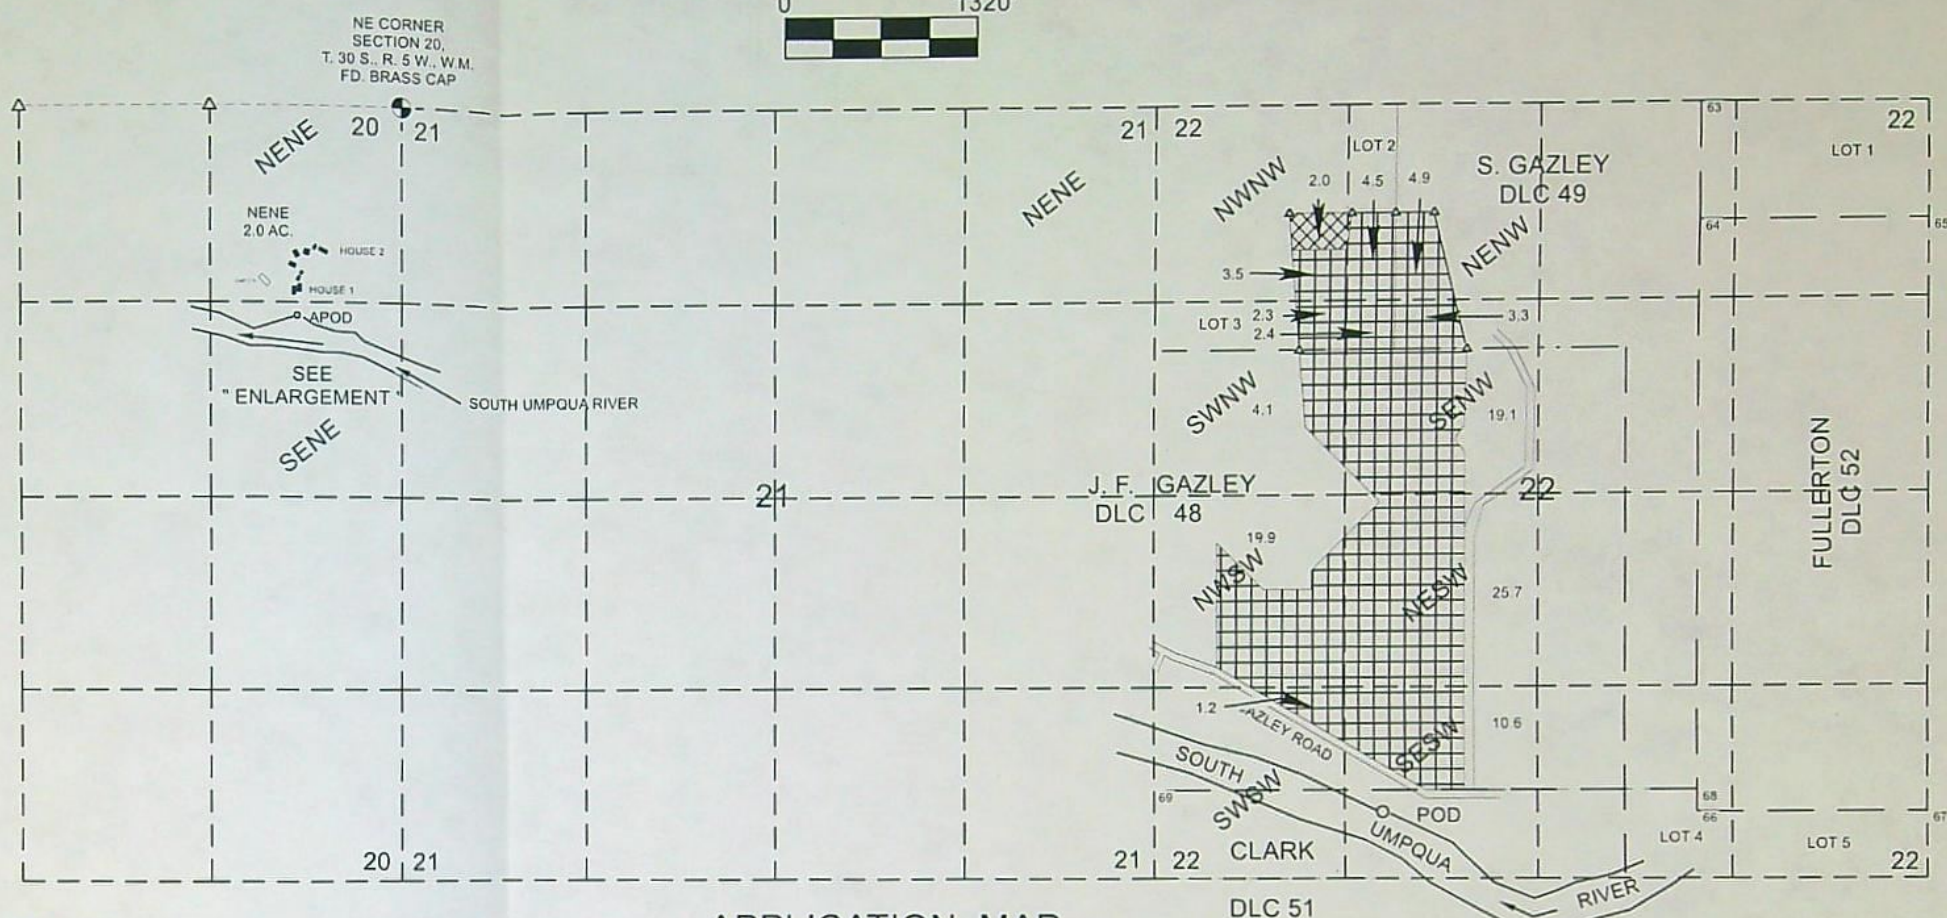 0 1320
NE CORNER
SECTION 20,
T. 30 S., R. 5 W., W.M.
FD. BRASS CAP
20 21
21 22
22
63
LOT 1
LOT 2
S. GAZLEY
DLC 49
NENE
NENE
NWNW
2.0 4.5 4.9
64
65
NENE
2.0 AC.
HOUSE 2
HOUSE 1
NENW
3.5
APOD
LOT 3
2.3
2.4
3.3
SEE
" ENLARGEMENT "
SOUTH UMPQUA RIVER
SENE
SWNW
4.1
SENW
19.1
FULLERTON
DLC 52
21
J. F. GAZLEY
DLC 48
22
19.9
NWSW
NESW
25.7
1.2
AZLEY ROAD
SESW
10.6
SOUTH
UMPQUA
RIVER
SWSW
69
POD
68
66
67
LOT 4
LOT 5
20 21
21 22
CLARK
22
DLC 51
APPLICATION MAP